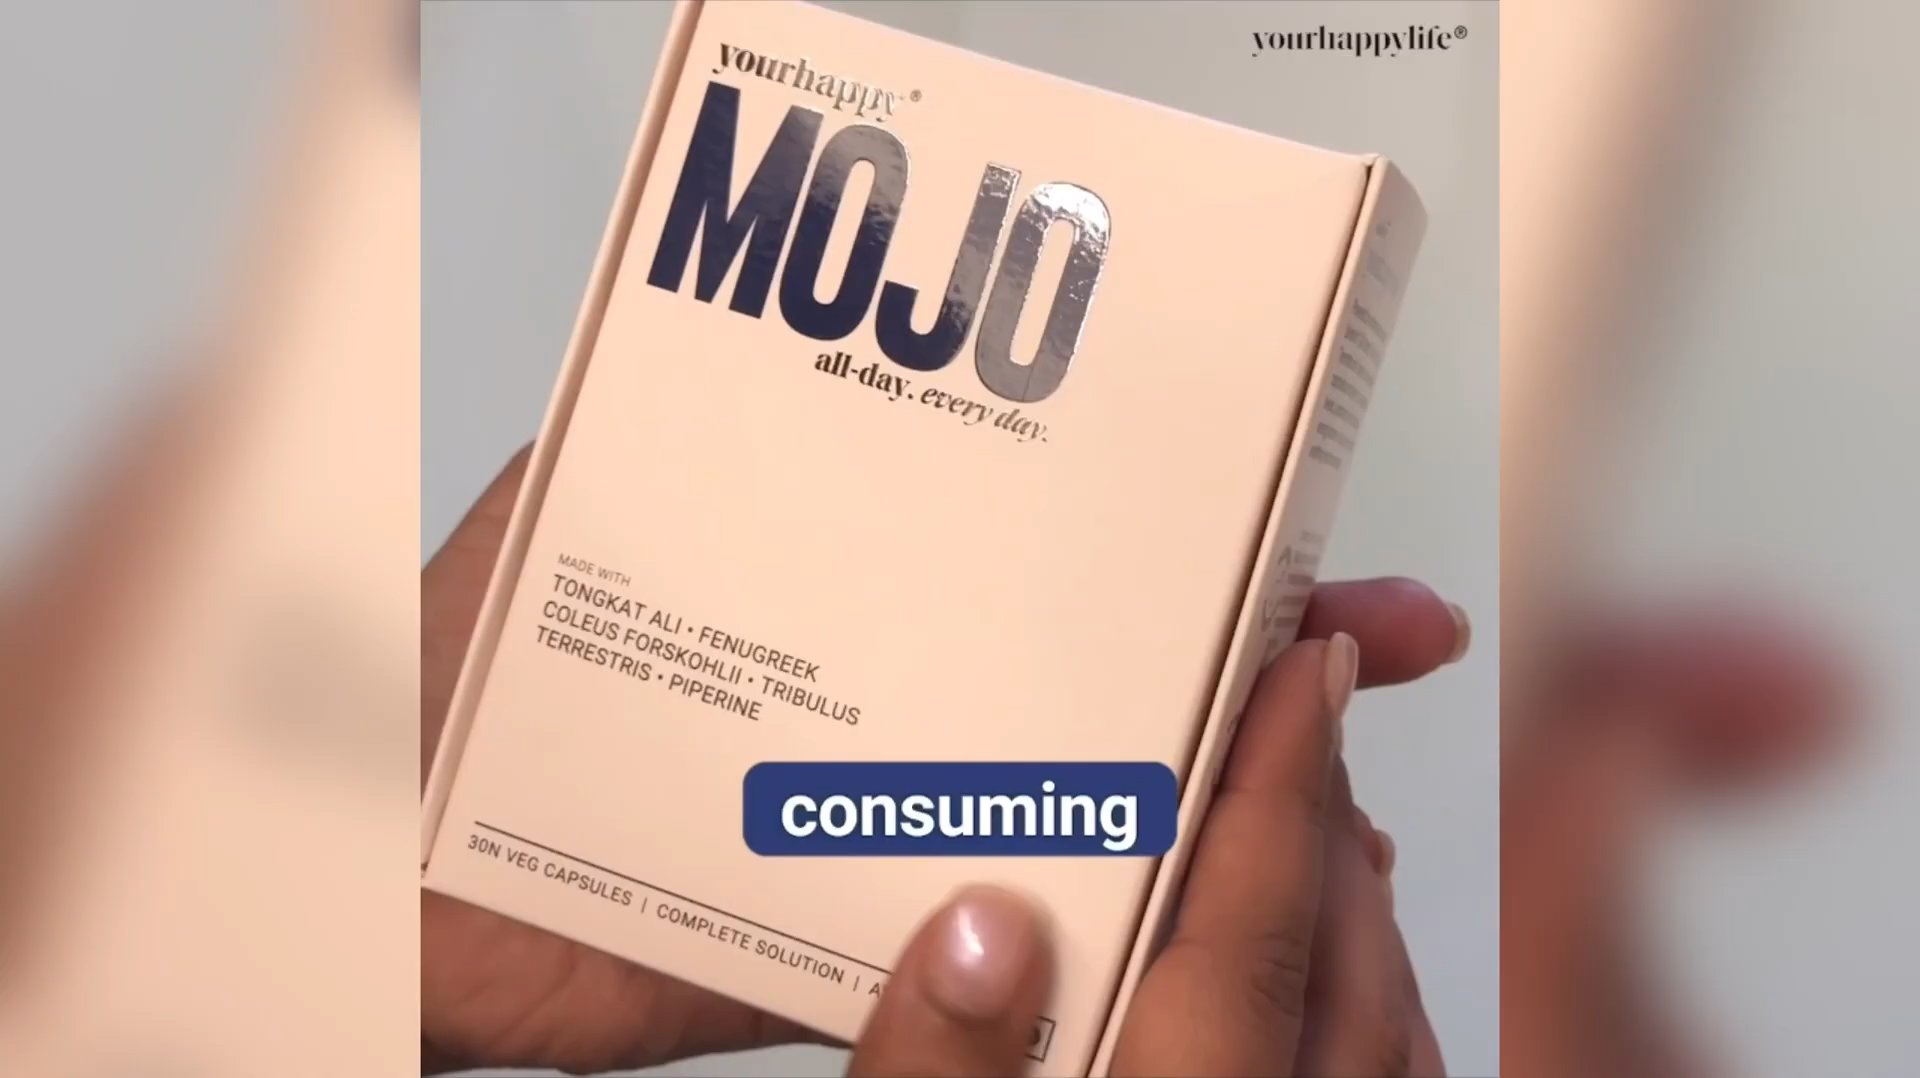 yourhappylife®
yourhappy®
MOJO
all-day. every day.
MADE WITH
TONGKAT ALI • FENUGREEK
COLEUS FORSKOHLII • TRIBULUS
TERRESTRIS • PIPERINE
consuming
30N VEG CAPSULES | COMPLETE SOLUTION |